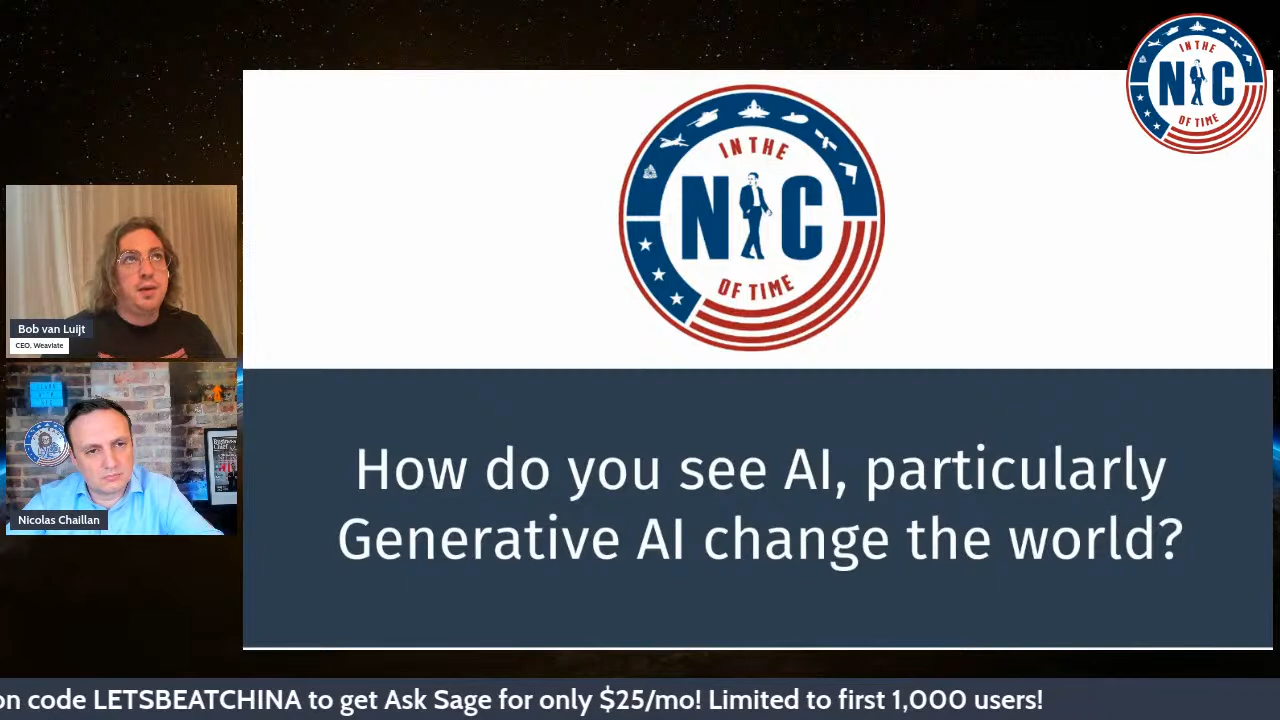 IN THE
NIC
OF TIME
IN THE
NIC
OF TIME
Bob van Luijt
CEO, Weaviate
Nicolas Chaillan
How do you see AI, particularly
Generative AI change the world?
on code LETSBEATCHINA to get Ask Sage for only $25/mo! Limited to first 1,000 users!